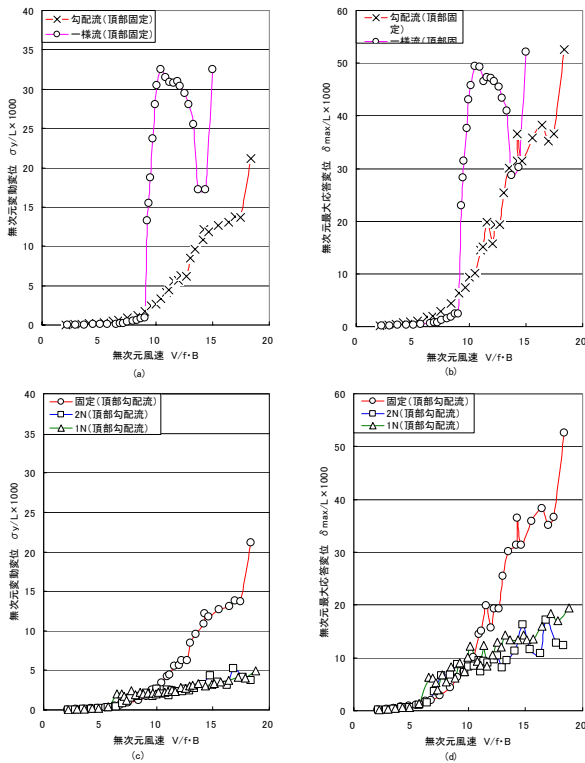 勾配流(頂部固定)
一様流(頂部固定)
無次元変動変位 σy/L×1000
40
35
30
25
20
15
10
5
0
0
5
10
15
20
無次元風速 V/f・B
(a)
勾配流(頂部固
定)
一様流(頂部固
無次元最大応答変位 δmax/L×1000
60
50
40
30
20
10
0
0
5
10
15
20
無次元風速 V/f・B
(b)
固定(頂部勾配流)
2N(頂部勾配流)
1N(頂部勾配流)
無次元変動変位 σy/L×1000
40
35
30
25
20
15
10
5
0
0
5
10
15
20
無次元風速 V/f・B
(c)
固定(頂部勾配流)
2N(頂部勾配流)
1N(頂部勾配流)
無次元最大応答変位 δmax/L×1000
60
50
40
30
20
10
0
0
5
10
15
20
無次元風速 V/f・B
(d)